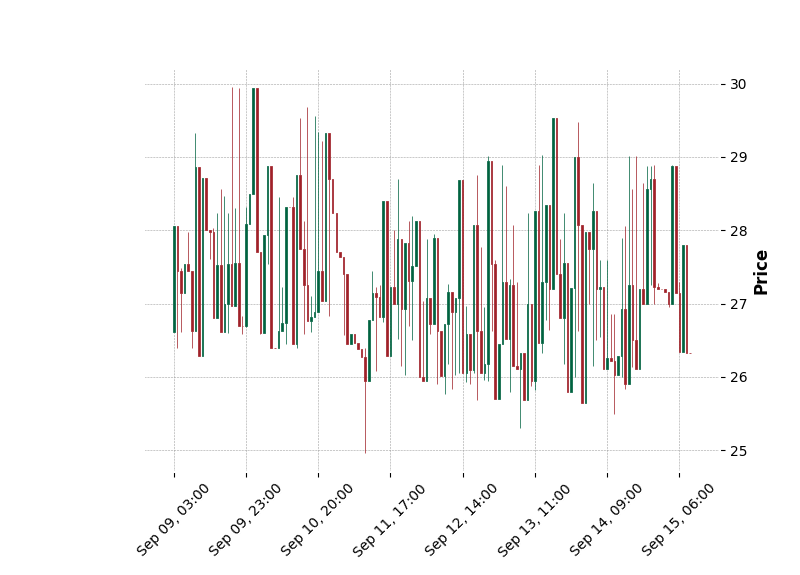 30
29
28
27
26
25
Price
Sep 09, 03:00
Sep 09, 23:00
Sep 10, 20:00
Sep 11, 17:00
Sep 12, 14:00
Sep 13, 11:00
Sep 14, 09:00
Sep 15, 06:00